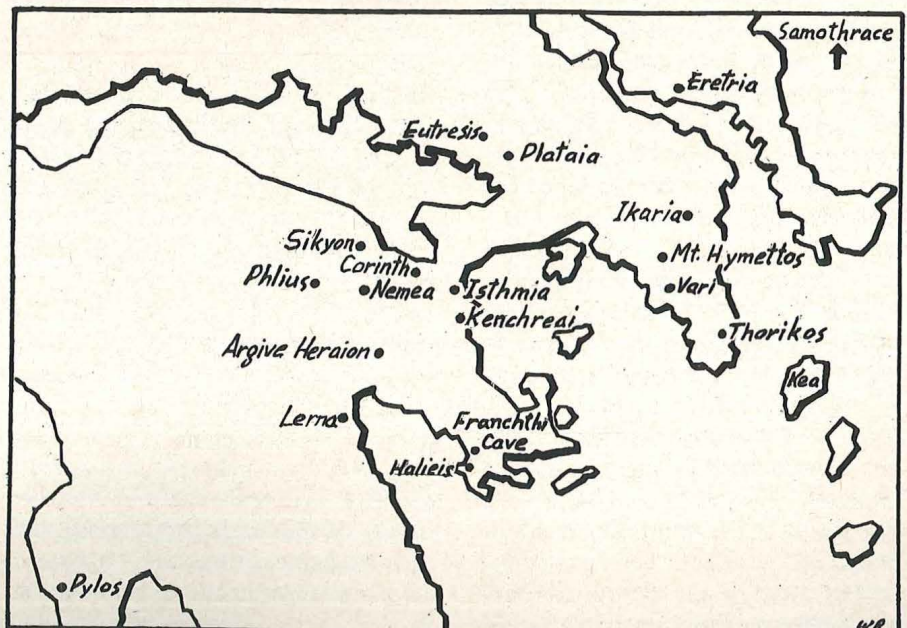 Samothrace
Eretria
Eutresis
Plataia
Ikaria
Sikyon
Mt. Hymettos
Corinth
Phlius
Nemea
Isthmia
Vari
Kenchreai
Thorikos
Argive Heraion
Kea
Lerna
Franchthi
Cave
Halieis
Pylos
WR